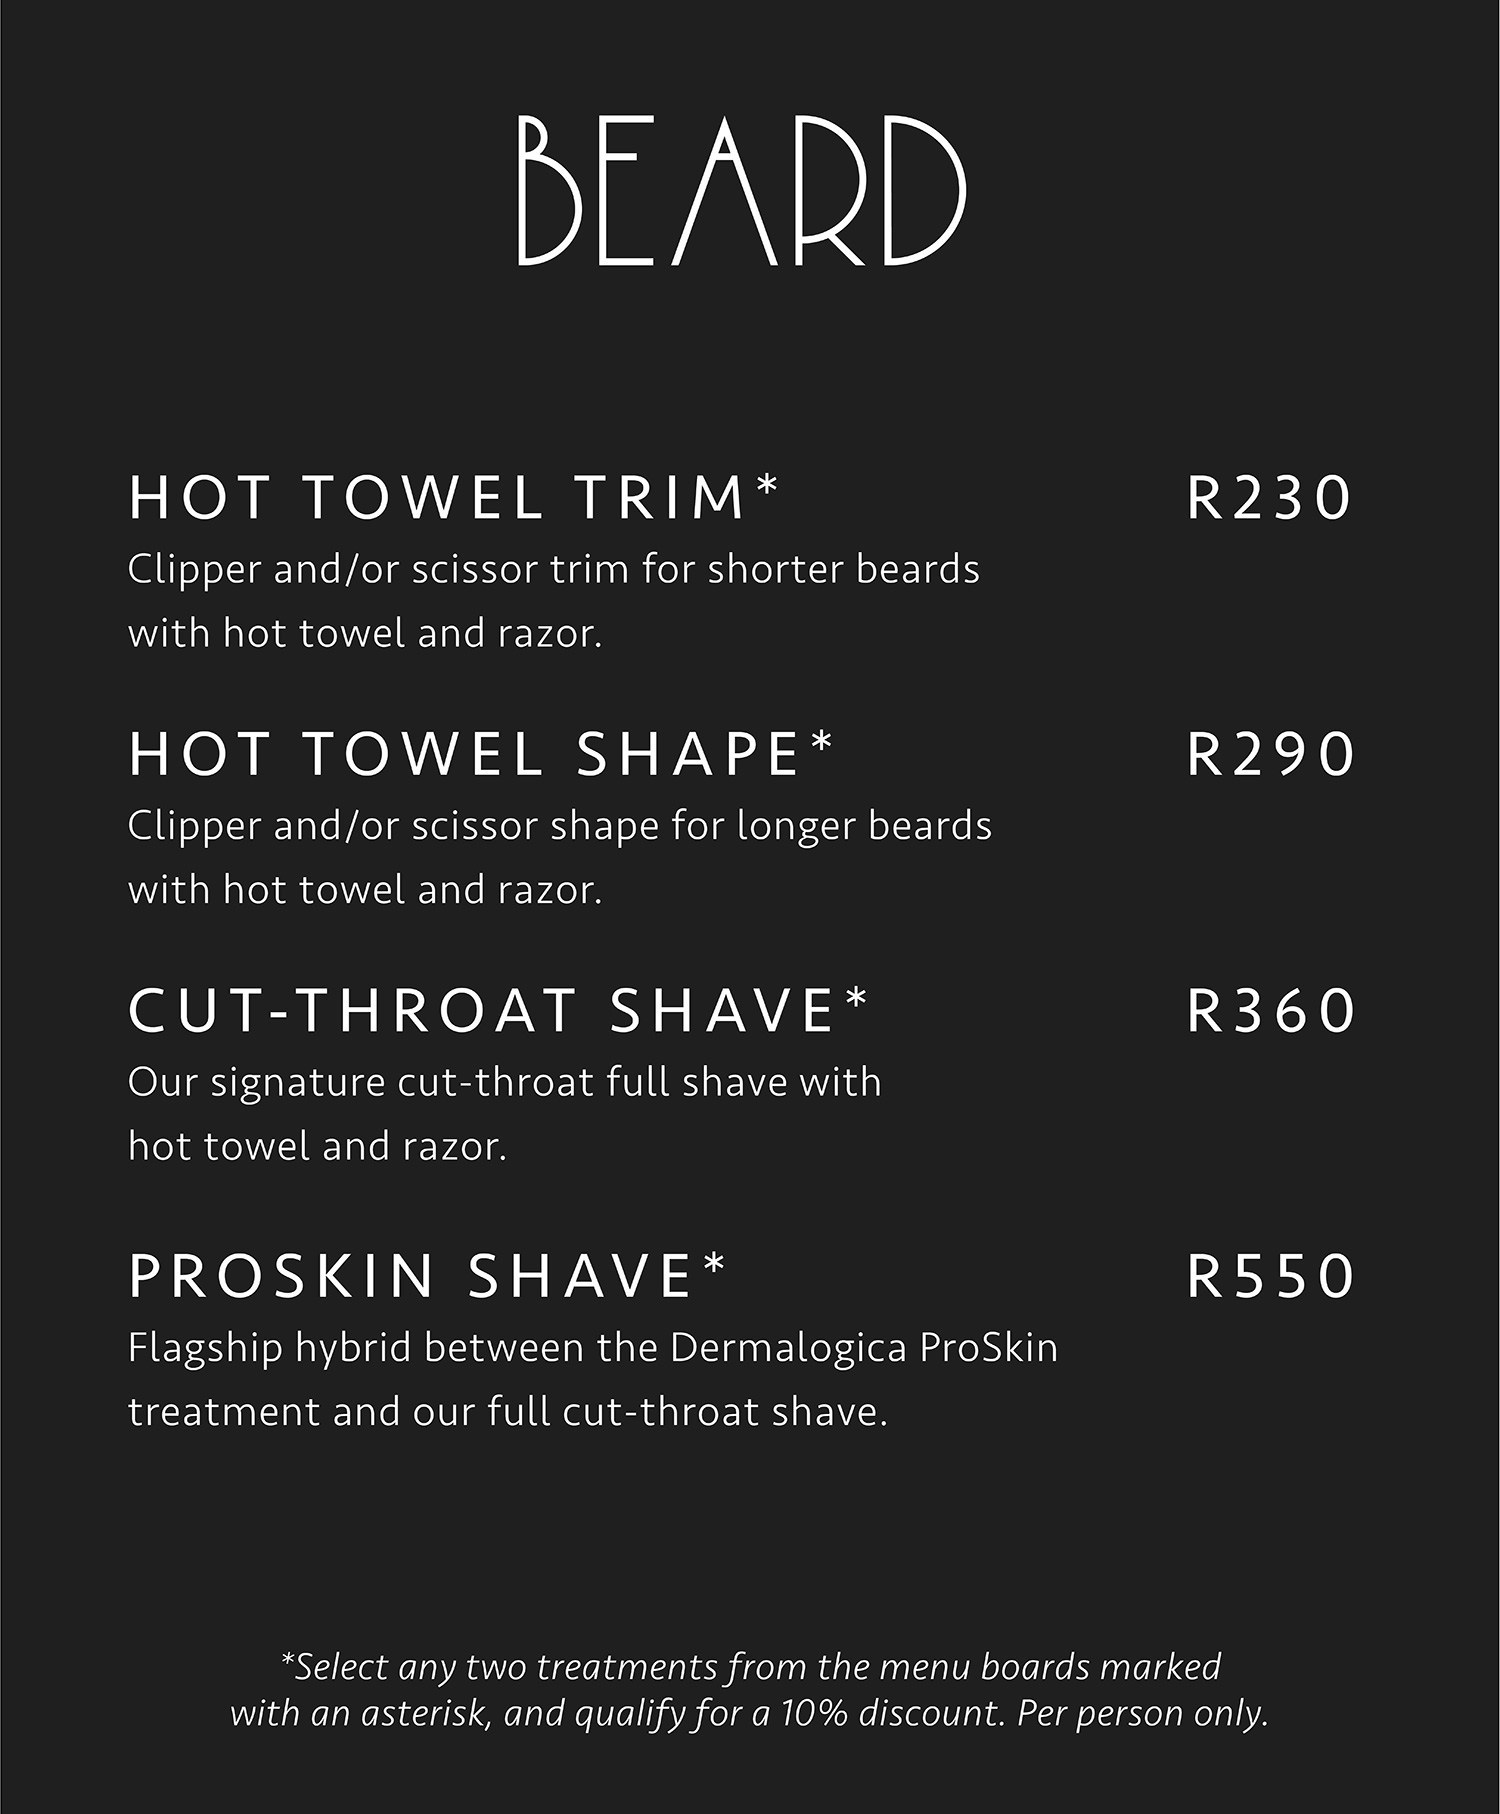 BEARD
HOT TOWEL TRIM* R230
Clipper and/or scissor trim for shorter beards
with hot towel and razor.
HOT TOWEL SHAPE* R290
Clipper and/or scissor shape for longer beards
with hot towel and razor.
CUT-THROAT SHAVE* R360
Our signature cut-throat full shave with
hot towel and razor.
PROSKIN SHAVE* R550
Flagship hybrid between the Dermalogica ProSkin
treatment and our full cut-throat shave.
*Select any two treatments from the menu boards marked
with an asterisk, and qualify for a 10% discount. Per person only.